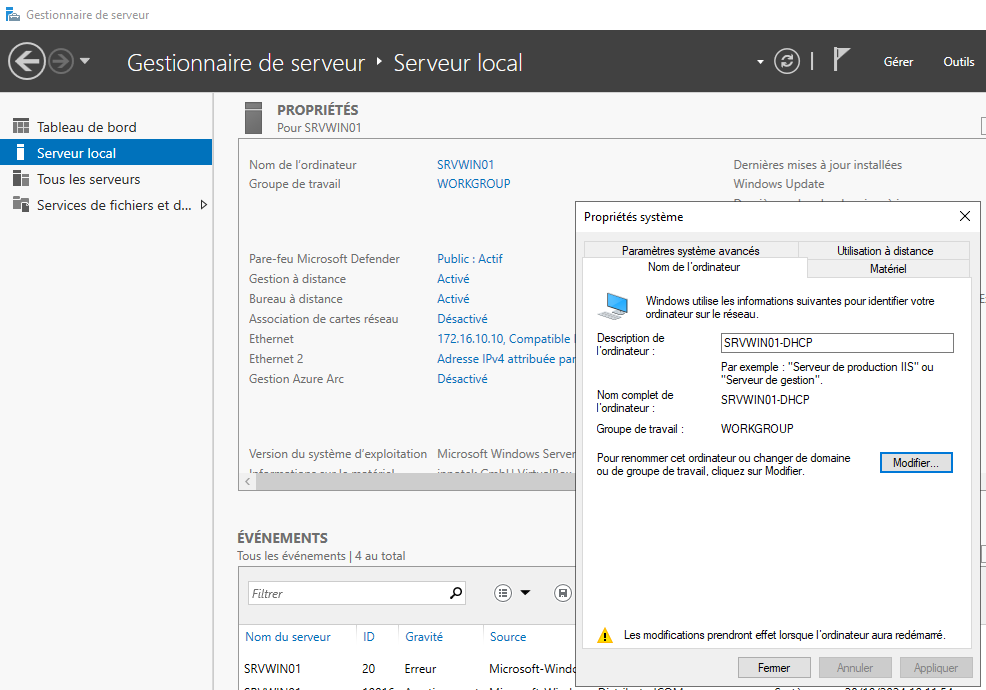 Gestionnaire de serveur
Gestionnaire de serveur ‣ Serveur local
Gérer
Outils
Tableau de bord
Serveur local
Tous les serveurs
Services de fichiers et d...
PROPRIÉTÉS
Pour SRVWIN01
Nom de l'ordinateur SRVWIN01
Groupe de travail WORKGROUP
Dernières mises à jour installées
Windows Update
Pare-feu Microsoft Defender Public : Actif
Gestion à distance Activé
Bureau à distance Activé
Association de cartes réseau Désactivé
Ethernet 172.16.10.10, Compatible
Ethernet 2 Adresse IPv4 attribuée par
Gestion Azure Arc Désactivé
Version du système d'exploitation Microsoft Windows Server
Informations sur le matériel innotek GmbH VirtualBox
ÉVÉNEMENTS
Tous les événements | 4 au total
Filtrer
Nom du serveur ID Gravité Source
SRVWIN01 20 Erreur Microsoft-Windo
Propriétés système
Paramètres système avancés
Utilisation à distance
Nom de l'ordinateur
Matériel
Windows utilise les informations suivantes pour identifier votre
ordinateur sur le réseau.
Description de
l'ordinateur :
SRVWIN01-DHCP
Par exemple : "Serveur de production IIS" ou
"Serveur de gestion".
Nom complet de
l'ordinateur :
SRVWIN01-DHCP
Groupe de travail :
WORKGROUP
Pour renommer cet ordinateur ou changer de domaine
ou de groupe de travail, cliquez sur Modifier.
Modifier...
Les modifications prendront effet lorsque l'ordinateur aura redémarré.
Fermer
Annuler
Appliquer